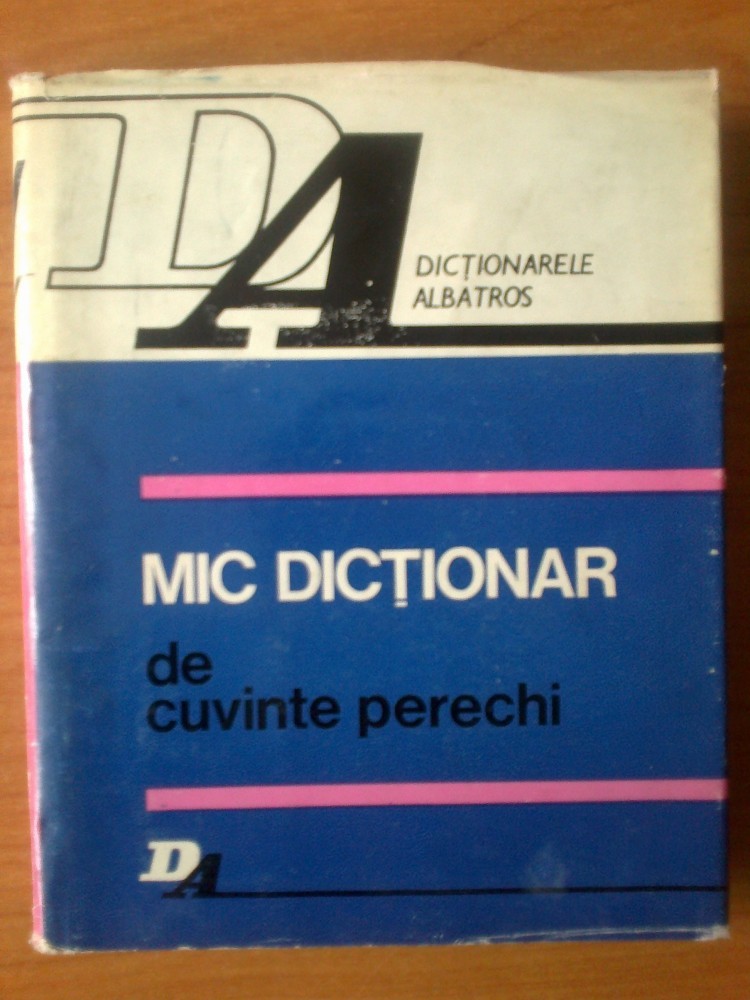 DA
DICȚIONARELE
ALBATROS
MIC DICȚIONAR
de
cuvinte perechi
DA